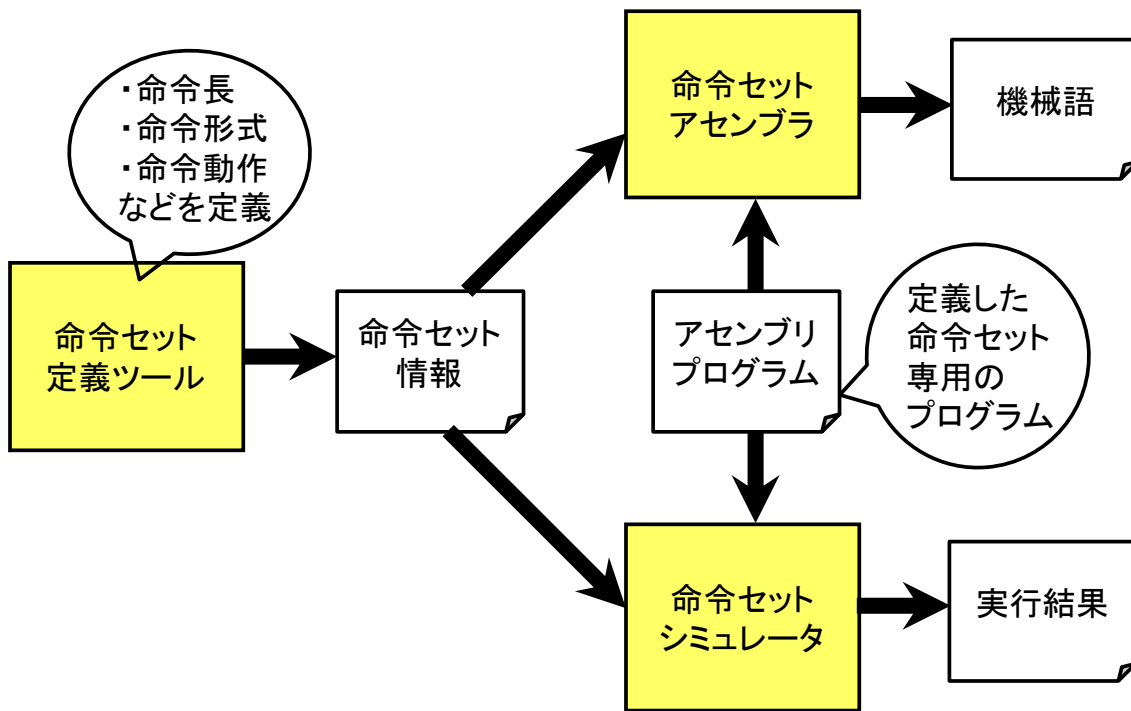 ・命令長
・命令形式
・命令動作
などを定義
命令セット
定義ツール
命令セット
情報
命令セット
アセンブラ
機械語
アセンブリ
プログラム
定義した
命令セット
専用の
プログラム
命令セット
シミュレータ
実行結果